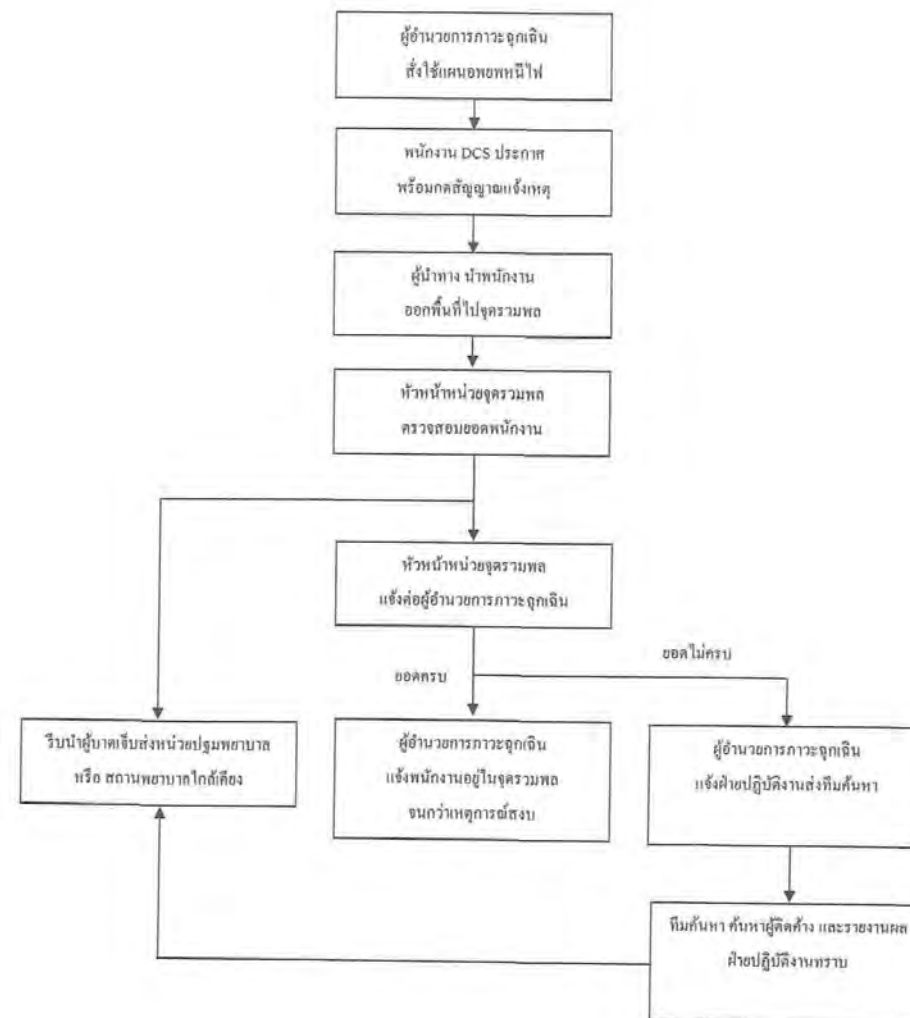 ผู้อำนวยการภาวะฉุกเฉิน
สั่งใช้แผนอพยพหนีไฟ
พนักงาน DCS ประกาศ
พร้อมกดสัญญาณแจ้งเหตุ
ผู้นำทาง นำพนักงาน
ออกพื้นที่ไปจุดรวมพล
หัวหน้าหน่วยจุดรวมพล
ตรวจสอบยอดพนักงาน
หัวหน้าหน่วยจุดรวมพล
แจ้งต่อผู้อำนวยการภาวะฉุกเฉิน
ยอดครบ
ยอดไม่ครบ
รีบนำผู้บาดเจ็บส่งหน่วยปฐมพยาบาล
หรือ สถานพยาบาลใกล้เคียง
ผู้อำนวยการภาวะฉุกเฉิน
แจ้งพนักงานอยู่ในจุดรวมพล
จนกว่าเหตุการณ์สงบ
ผู้อำนวยการภาวะฉุกเฉิน
แจ้งฝ่ายปฏิบัติงานส่งทีมค้นหา
ทีมค้นหา ค้นหาผู้ติดค้าง และรายงานผล
ฝ่ายปฏิบัติงานทราบ